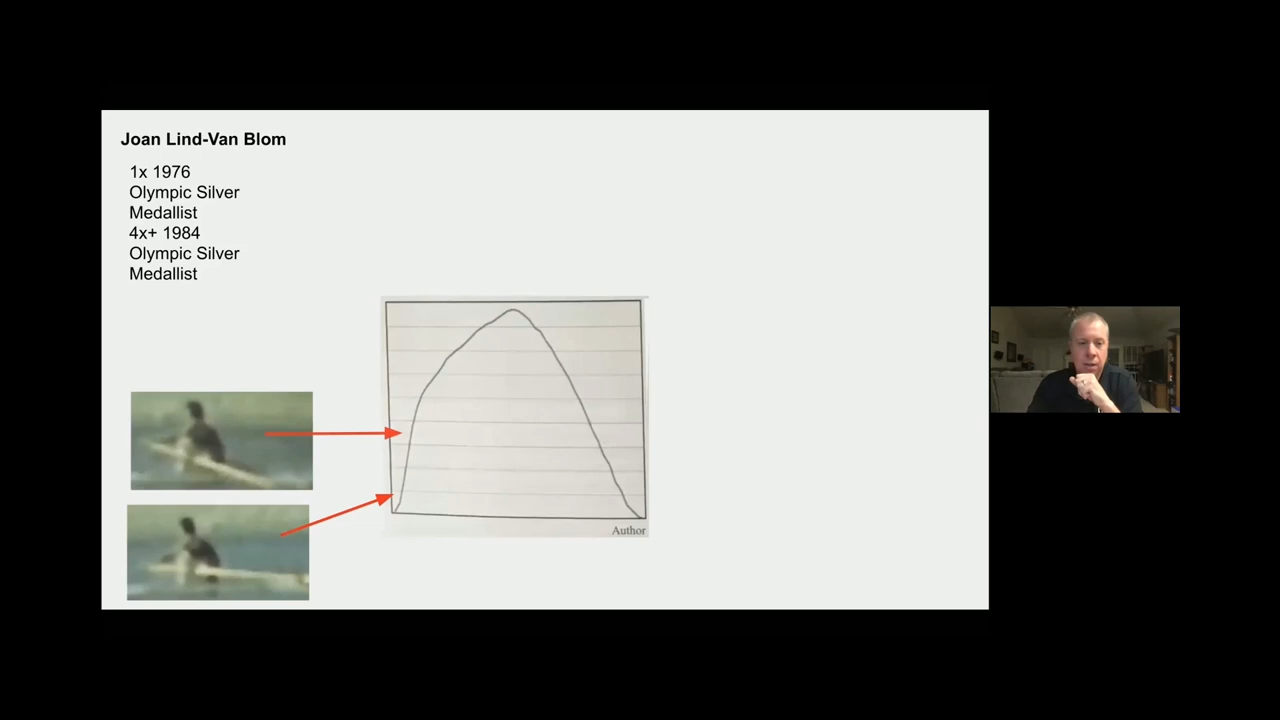 Joan Lind-Van Blom
1x 1976
Olympic Silver
Medallist
4x+ 1984
Olympic Silver
Medallist
Author